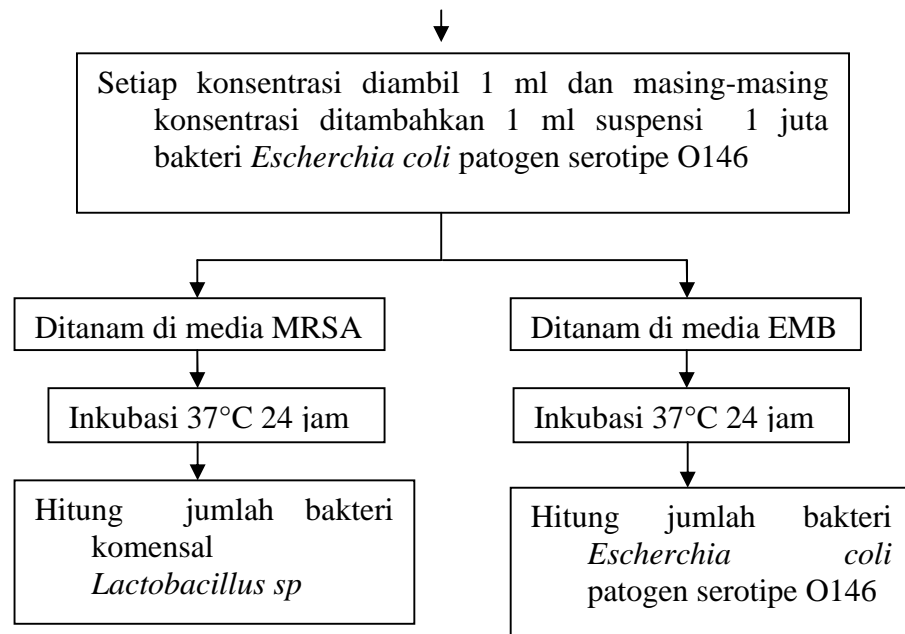 Setiap konsentrasi diambil 1 ml dan masing-masing
konsentrasi ditambahkan 1 ml suspensi 1 juta
bakteri Escherchia coli patogen serotipe O146
Ditanam di media MRSA
Ditanam di media EMB
Inkubasi 37°C 24 jam
Inkubasi 37°C 24 jam
Hitung jumlah bakteri
komensal
Lactobacillus sp
Hitung jumlah bakteri
Escherchia coli
patogen serotipe O146